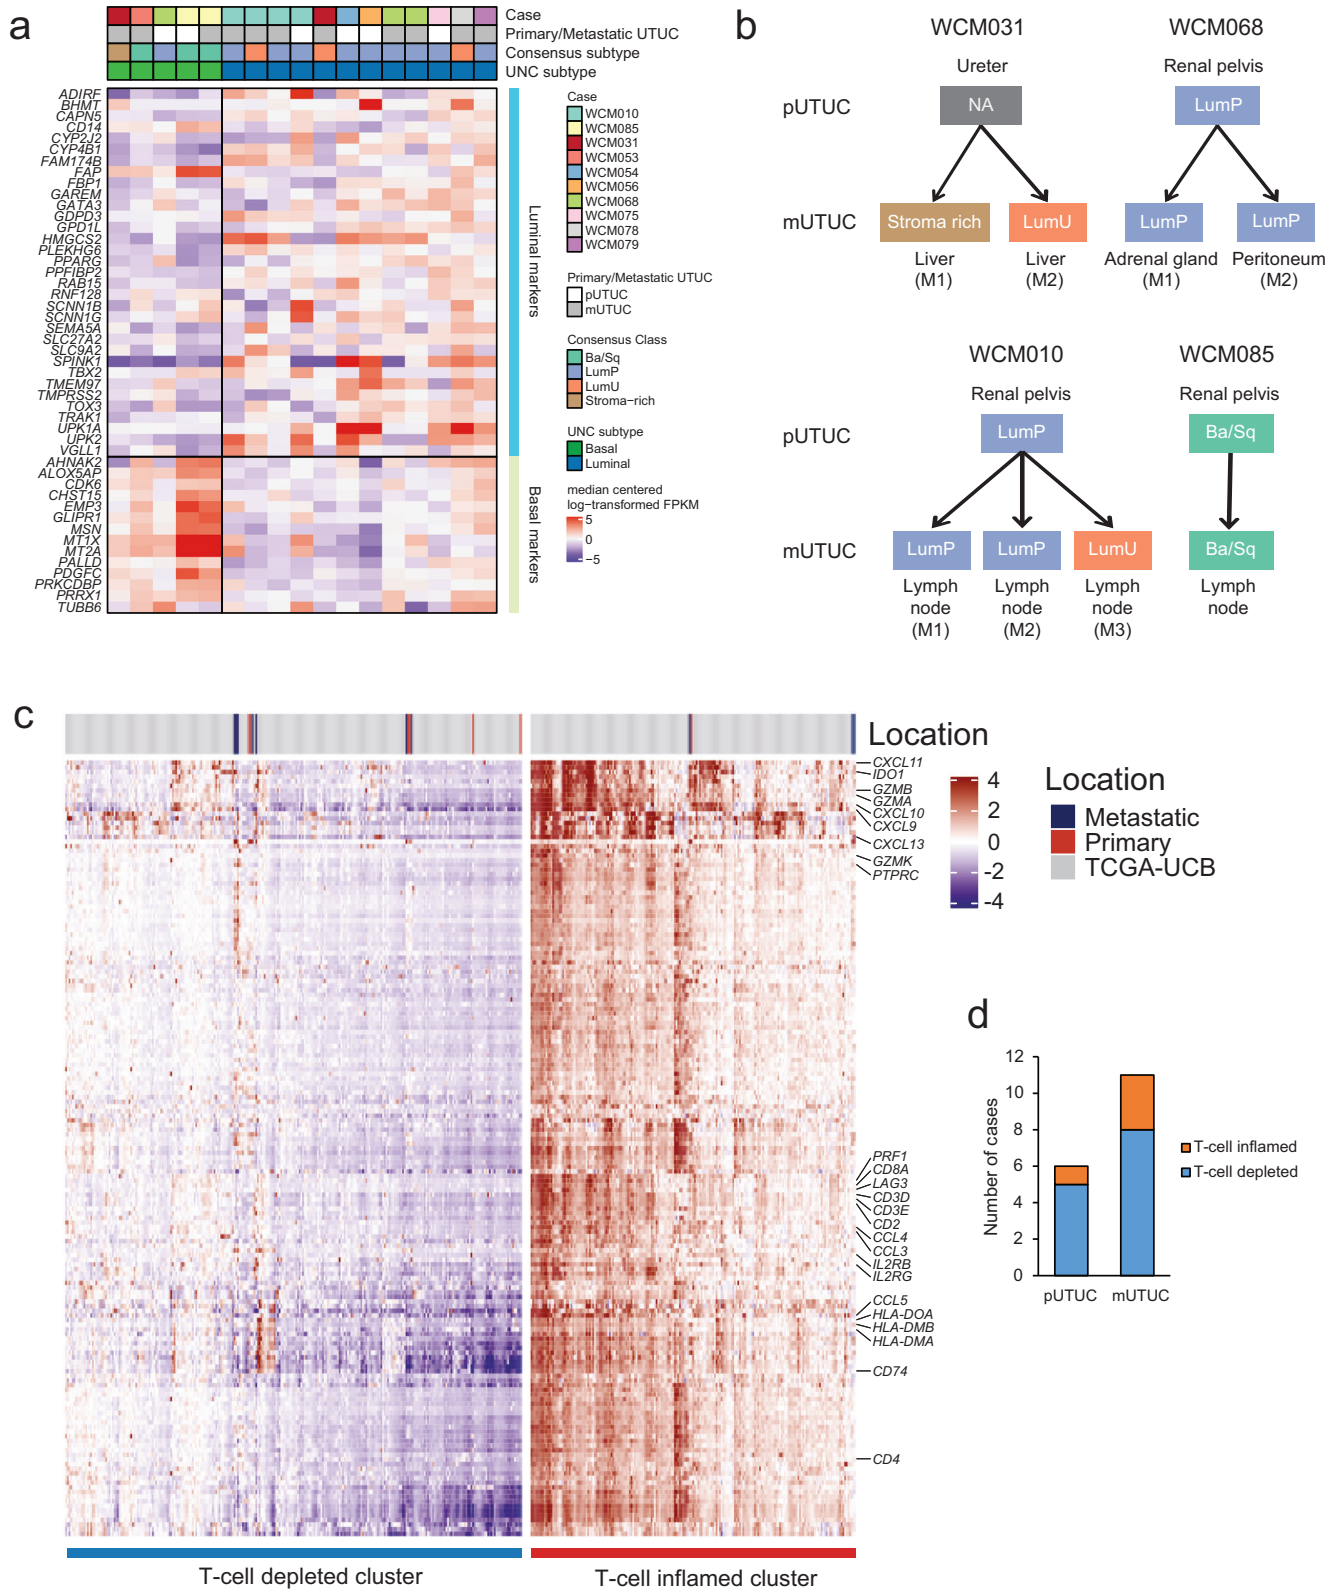 a
Case
Primary/Metastatic UTUC
Consensus subtype
UNC subtype
ADIRF
BHMT
CAPN5
CD14
CYP2J2
CYP4B1
FAM174B
FAP
FBP1
GAREM
GATA3
GDPD3
GPD1L
HMGCS2
PLEKHG6
PPARG
PPFIBP2
RAB15
RNF128
SCNN1B
SCNN1G
SEMA5A
SLC27A2
SLC9A2
SPINK1
TBX2
TMEM97
TMPRSS2
TOX3
TRAK1
UPK1A
UPK2
VGLL1
AHNAK2
ALOX5AP
CDK6
CHST15
EMP3
GLIPR1
MSN
MT1X
MT2A
PALLD
PDGFC
PRKCDBP
PRRX1
TUBB6
Luminal markers
Basal markers
Case
WCM010
WCM085
WCM031
WCM053
WCM054
WCM056
WCM068
WCM075
WCM078
WCM079
Primary/Metastatic UTUC
pUTUC
mUTUC
Consensus Class
Ba/Sq
LumP
LumU
Stroma−rich
UNC subtype
Basal
Luminal
median centered
log−transformed FPKM
5
0
−5
b
WCM031
WCM068
Ureter
Renal pelvis
pUTUC
NA
LumP
mUTUC
Stroma rich
LumU
LumP
LumP
Liver
(M1)
Liver
(M2)
Adrenal gland
(M1)
Peritoneum
(M2)
WCM010
WCM085
Renal pelvis
Renal pelvis
pUTUC
LumP
Ba/Sq
mUTUC
LumP
LumP
LumU
Ba/Sq
Lymph
node
(M1)
Lymph
node
(M2)
Lymph
node
(M3)
Lymph
node
c
Location
CXCL11
IDO1
GZMB
GZMA
CXCL10
CXCL9
CXCL13
GZMK
PTPRC
PRF1
CD8A
LAG3
CD3D
CD3E
CD2
CCL4
CCL3
IL2RB
IL2RG
CCL5
HLA-DOA
HLA-DMB
HLA-DMA
CD74
CD4
4
2
0
-2
-4
Location
Metastatic
Primary
TCGA-UCB
T-cell depleted cluster
T-cell inflamed cluster
d
Number of cases
12
10
8
6
4
2
0
pUTUC
mUTUC
T-cell inflamed
T-cell depleted